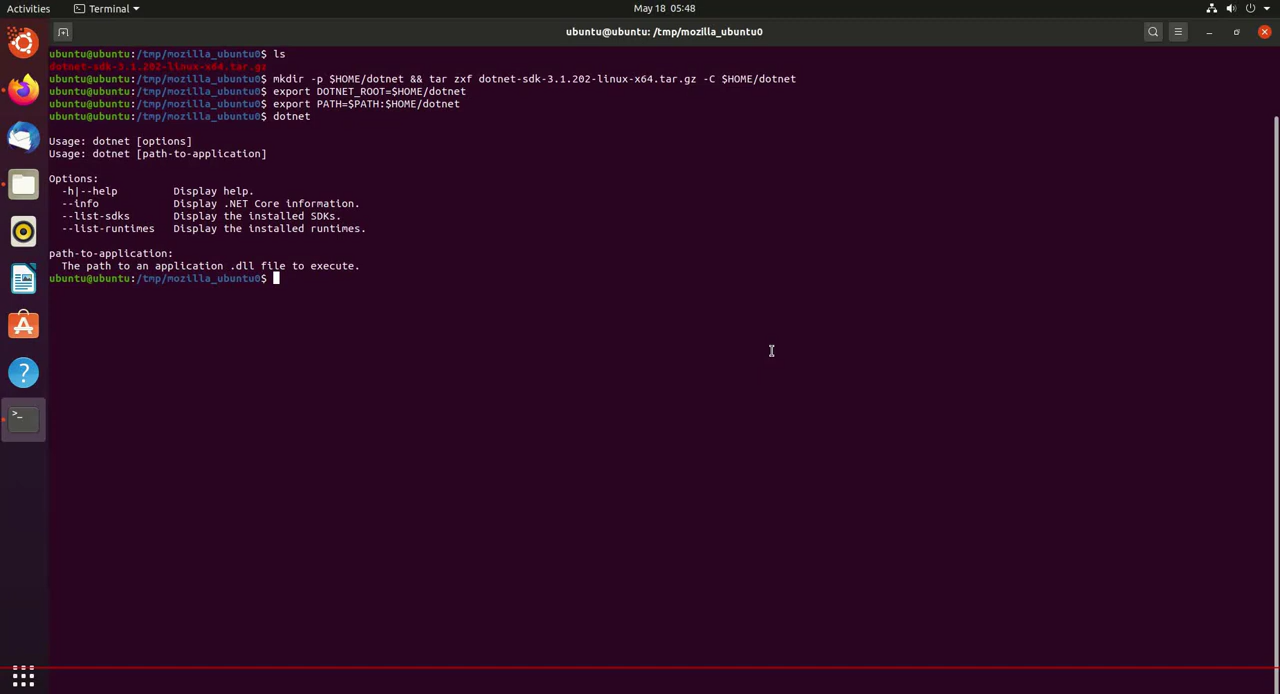 Activities Terminal May 18 05:48
ubuntu@ubuntu: /tmp/mozilla_ubuntu0
ubuntu@ubuntu:/tmp/mozilla_ubuntu0$ ls
dotnet-sdk-3.1.202-linux-x64.tar.gz
ubuntu@ubuntu:/tmp/mozilla_ubuntu0$ mkdir -p $HOME/dotnet && tar zxf dotnet-sdk-3.1.202-linux-x64.tar.gz -C $HOME/dotnet
ubuntu@ubuntu:/tmp/mozilla_ubuntu0$ export DOTNET_ROOT=$HOME/dotnet
ubuntu@ubuntu:/tmp/mozilla_ubuntu0$ export PATH=$PATH:$HOME/dotnet
ubuntu@ubuntu:/tmp/mozilla_ubuntu0$ dotnet
Usage: dotnet [options]
Usage: dotnet [path-to-application]
Options:
-h|--help Display help.
--info Display .NET Core information.
--list-sdks Display the installed SDKs.
--list-runtimes Display the installed runtimes.
path-to-application:
The path to an application .dll file to execute.
ubuntu@ubuntu:/tmp/mozilla_ubuntu0$